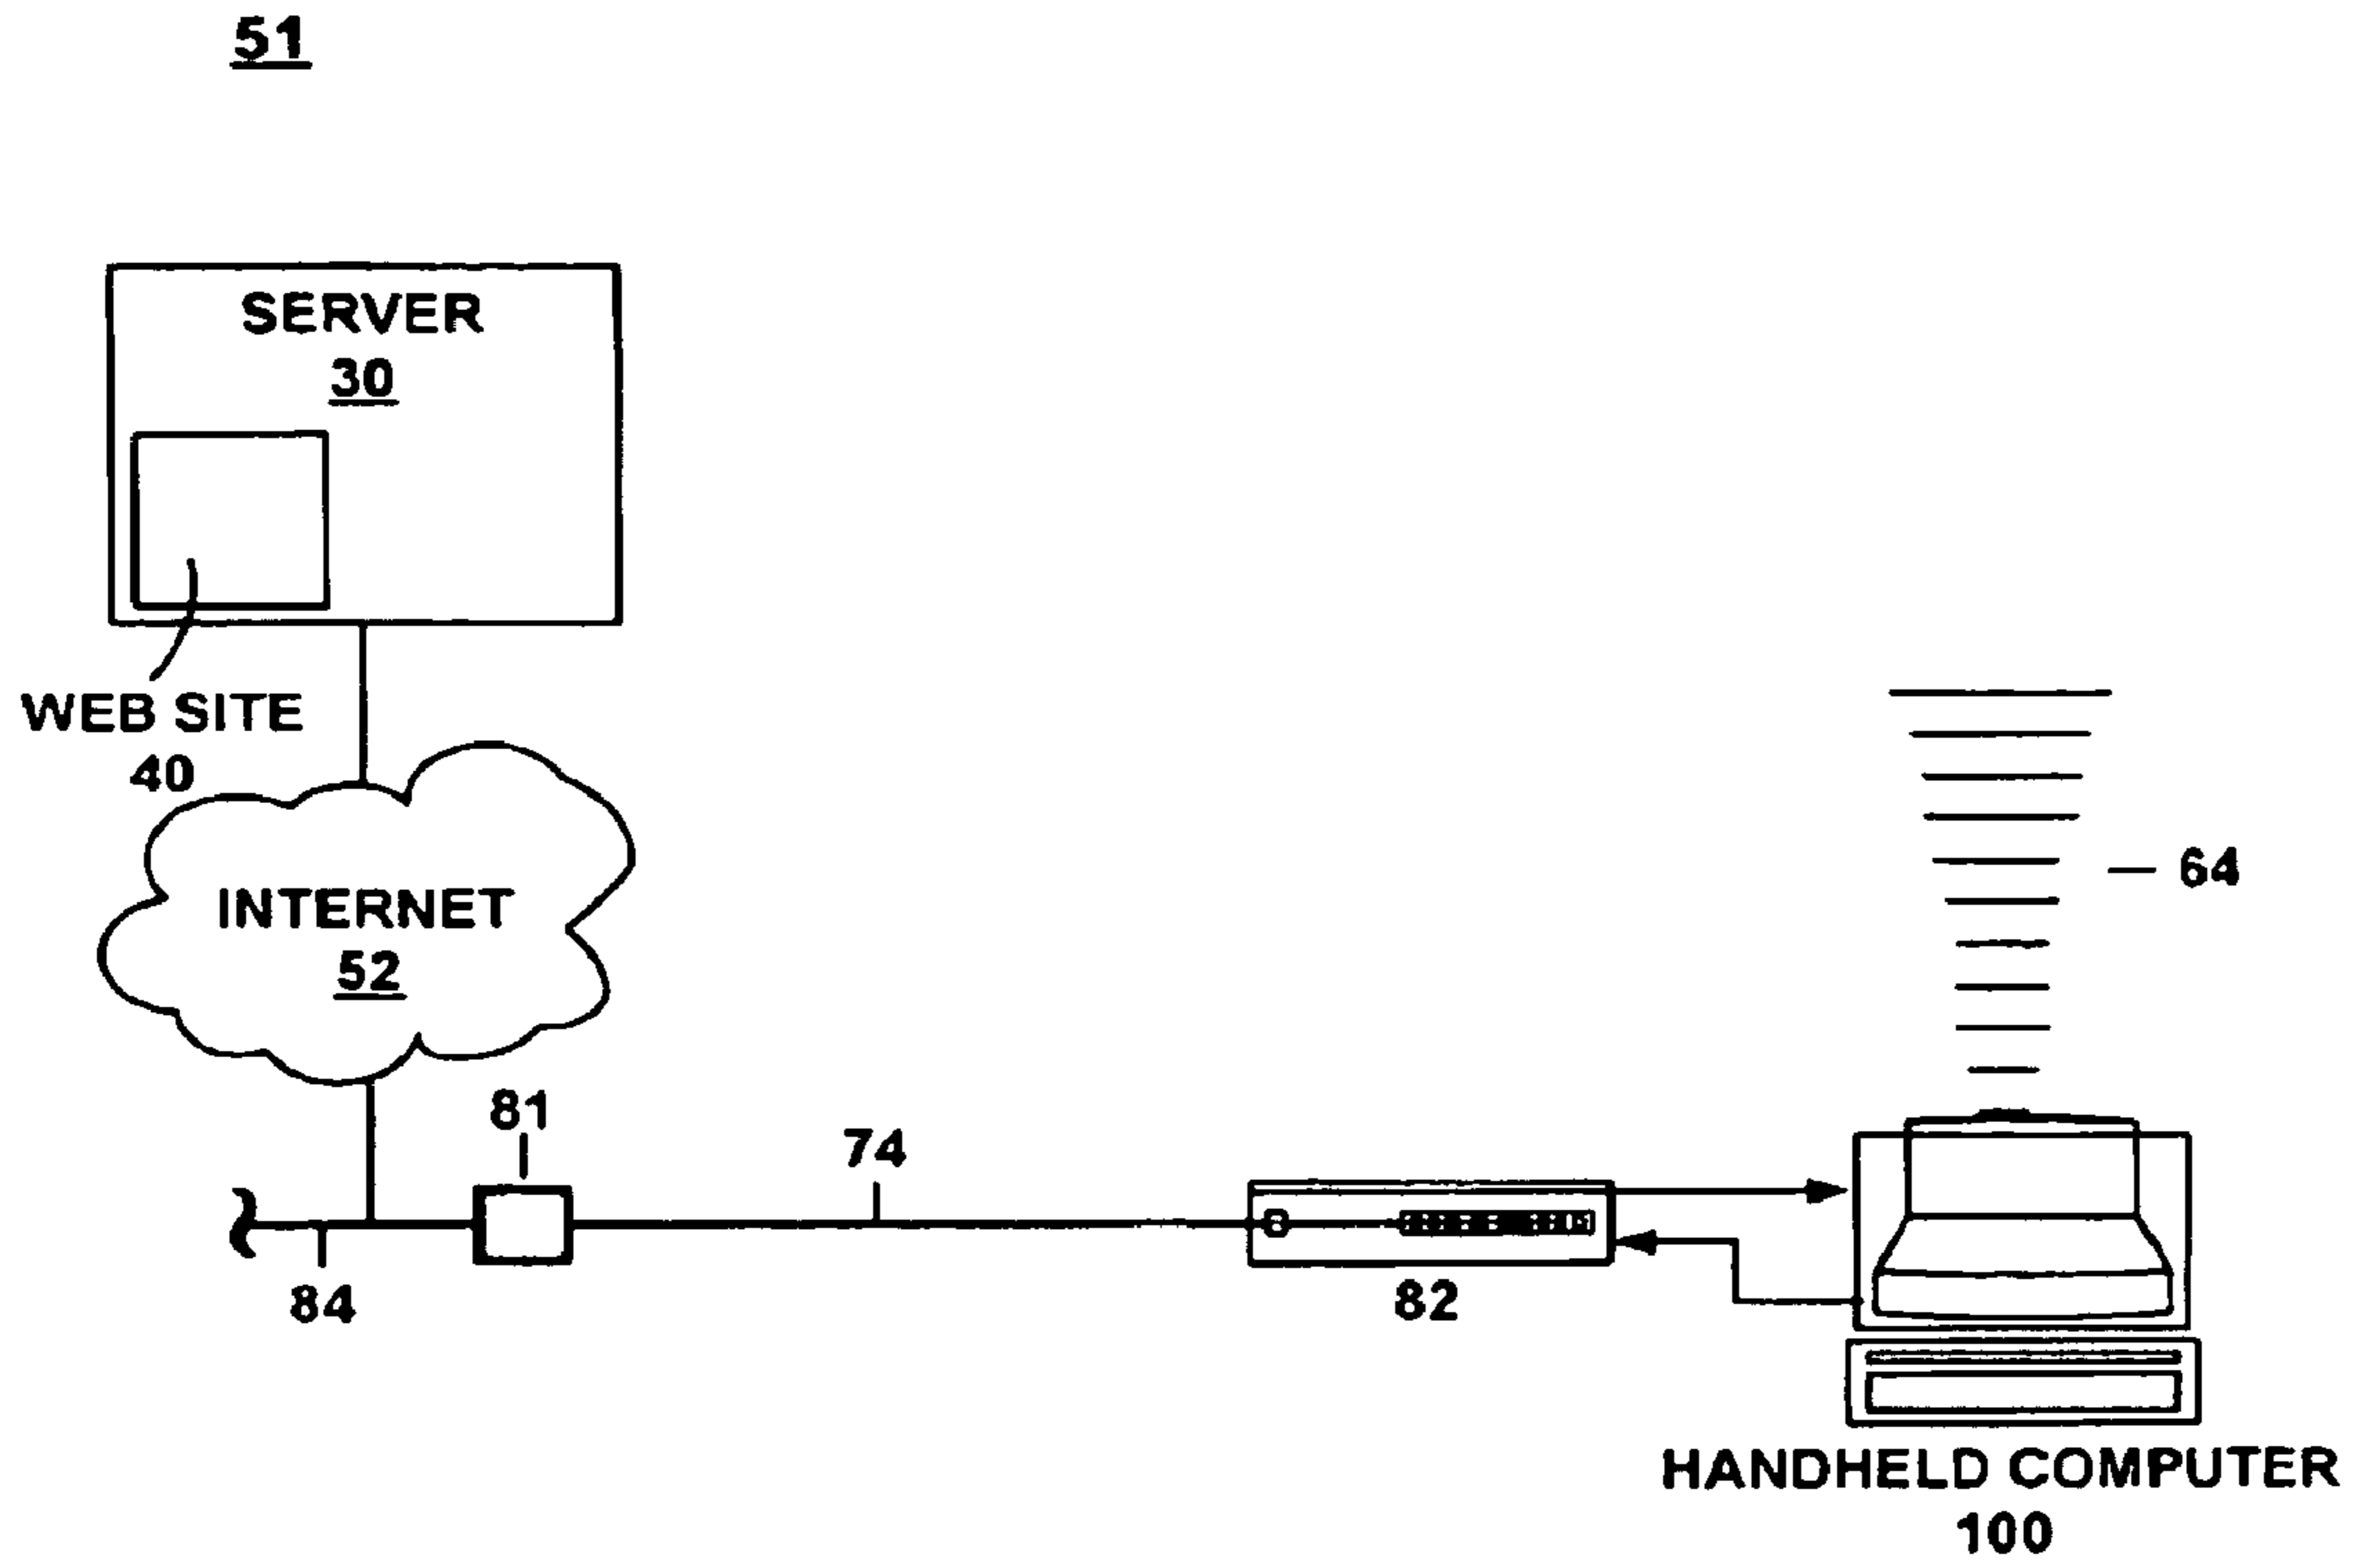 51
SERVER
30
WEB SITE
40
INTERNET
52
64
81
74
84
82
HANDHELD COMPUTER
100